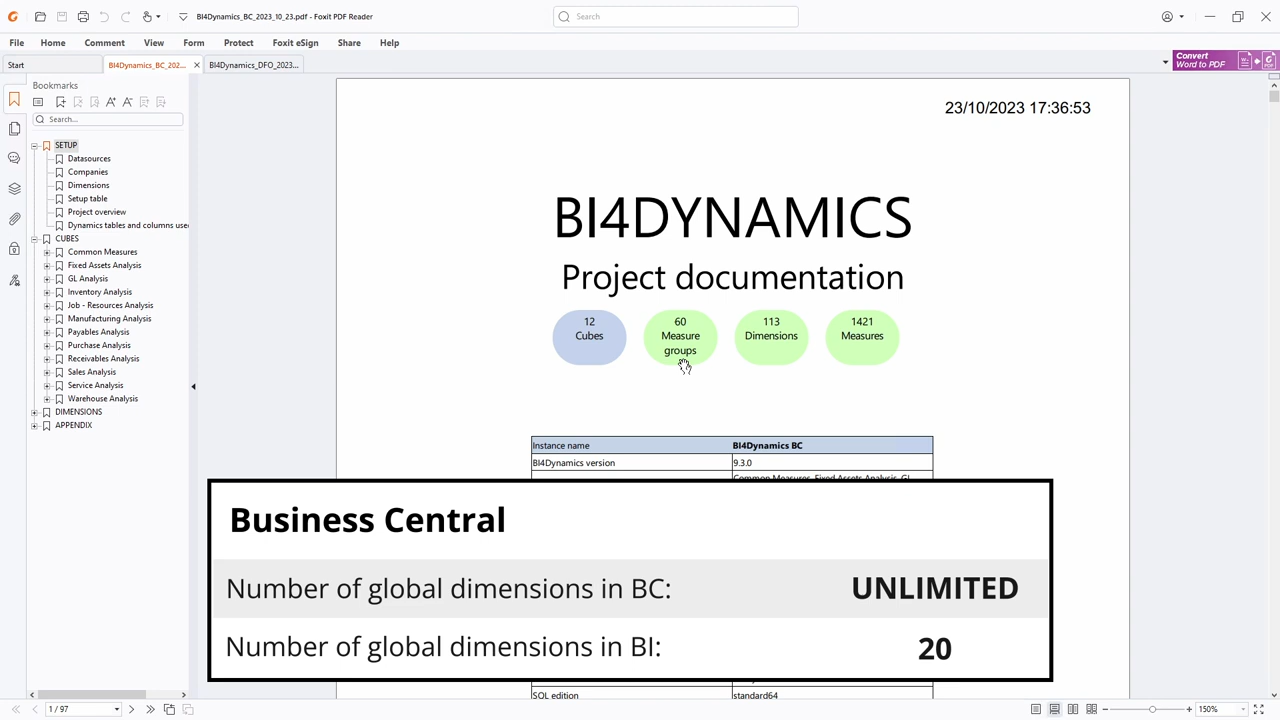 BI4Dynamics_BC_2023_10_23.pdf - Foxit PDF Reader
Search
File Home Comment View Form Protect Foxit eSign Share Help
Start
BI4Dynamics_BC_202...
BI4Dynamics_DFO_2023...
Convert
Word to PDF
Bookmarks
Search...
SETUP
Datasources
Companies
Dimensions
Setup table
Project overview
Dynamics tables and columns use
CUBES
Common Measures
Fixed Assets Analysis
GL Analysis
Inventory Analysis
Job - Resources Analysis
Manufacturing Analysis
Payables Analysis
Purchase Analysis
Receivables Analysis
Sales Analysis
Service Analysis
Warehouse Analysis
DIMENSIONS
APPENDIX
23/10/2023 17:36:53
BI4DYNAMICS
Project documentation
12
Cubes
60
Measure
groups
113
Dimensions
1421
Measures
Instance name BI4Dynamics BC
BI4Dynamics version 9.3.0
Common Measures, Fixed Assets Analysis, GL
Business Central
Number of global dimensions in BC: UNLIMITED
Number of global dimensions in BI: 20
SQL edition standard64
1 / 97
150%